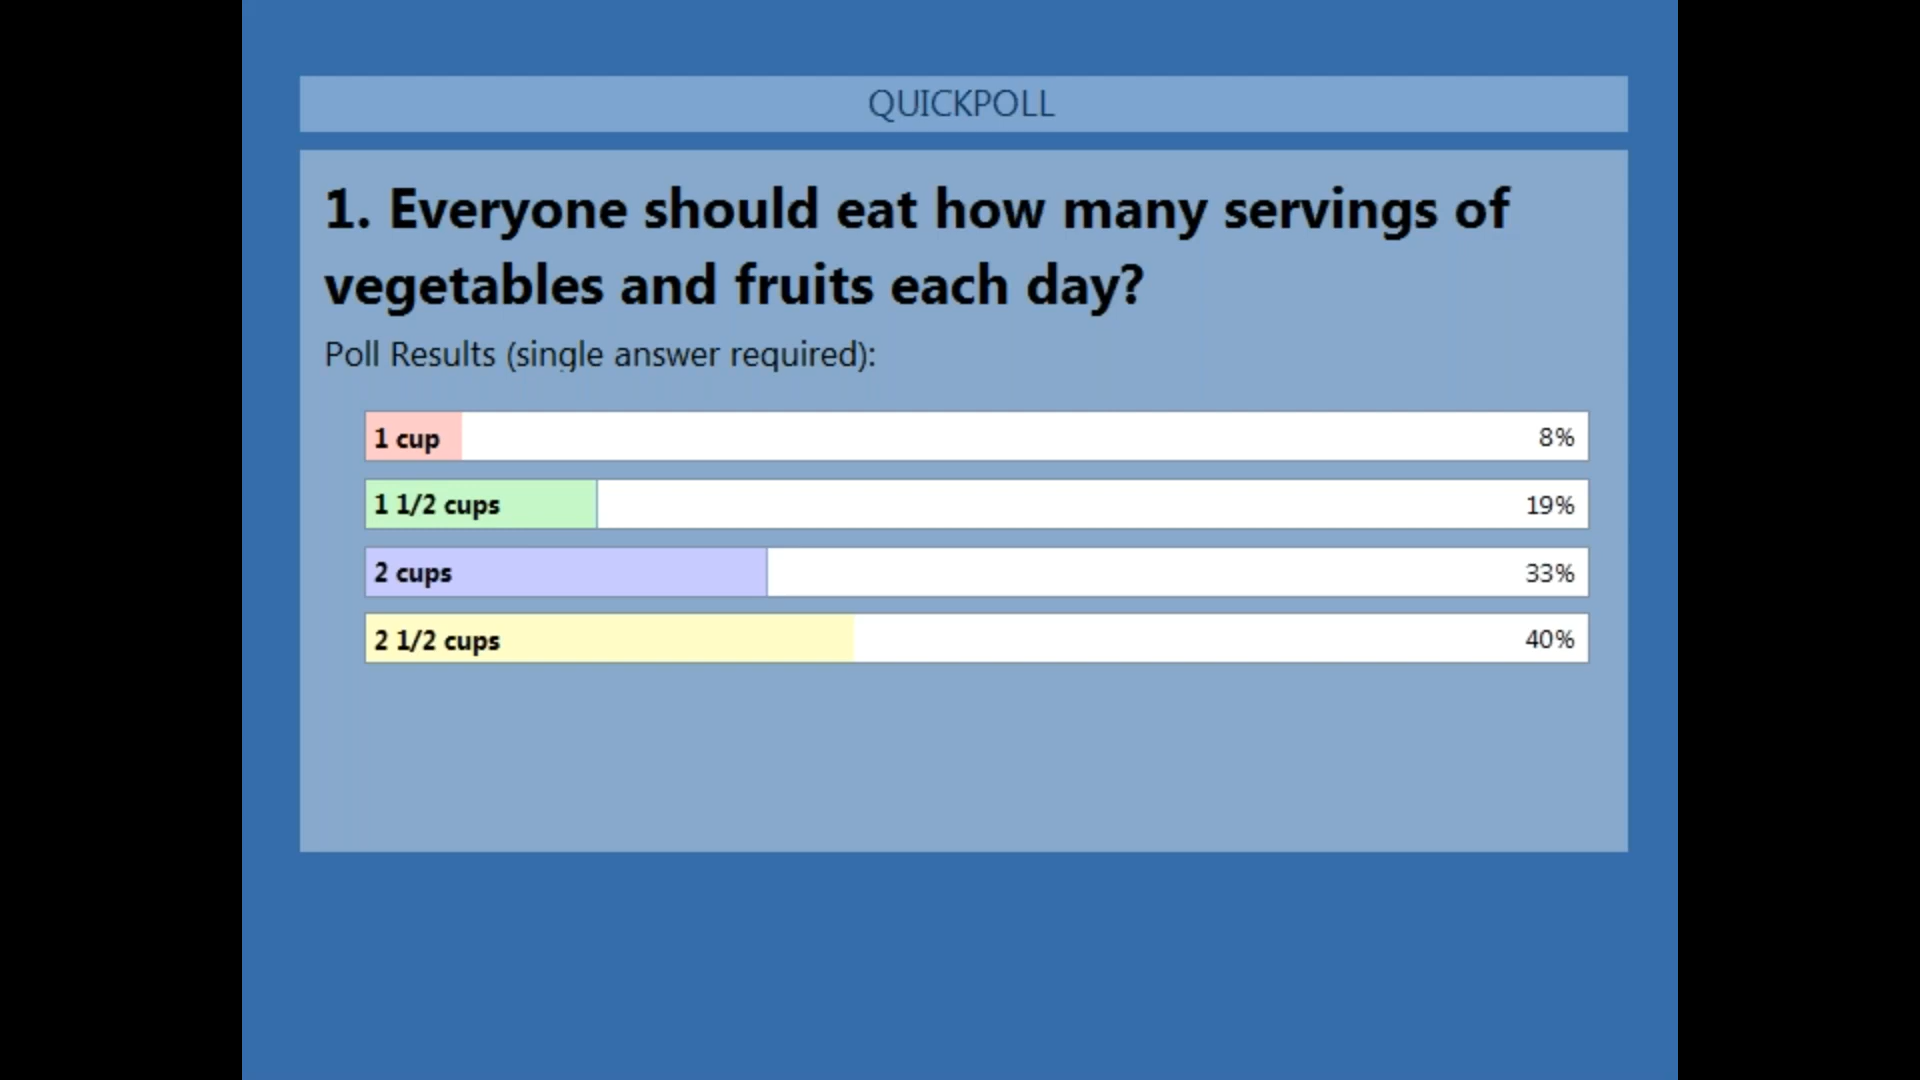 QUICKPOLL
1. Everyone should eat how many servings of
vegetables and fruits each day?
Poll Results (single answer required):
1 cup 8%
1 1/2 cups 19%
2 cups 33%
2 1/2 cups 40%